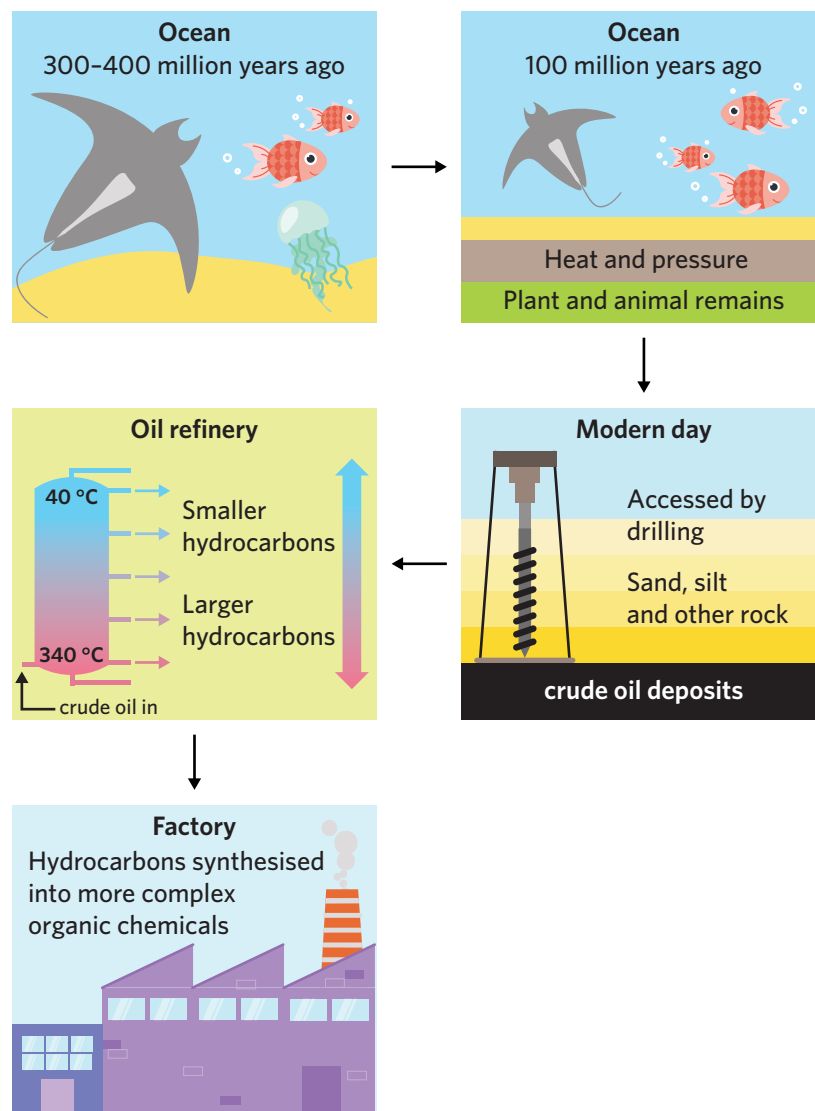 Ocean
300–400 million years ago
Ocean
100 million years ago
Heat and pressure
Plant and animal remains
Modern day
Accessed by
drilling
Sand, silt
and other rock
crude oil deposits
Oil refinery
40 °C
Smaller
hydrocarbons
Larger
hydrocarbons
340 °C
crude oil in
Factory
Hydrocarbons synthesised
into more complex
organic chemicals